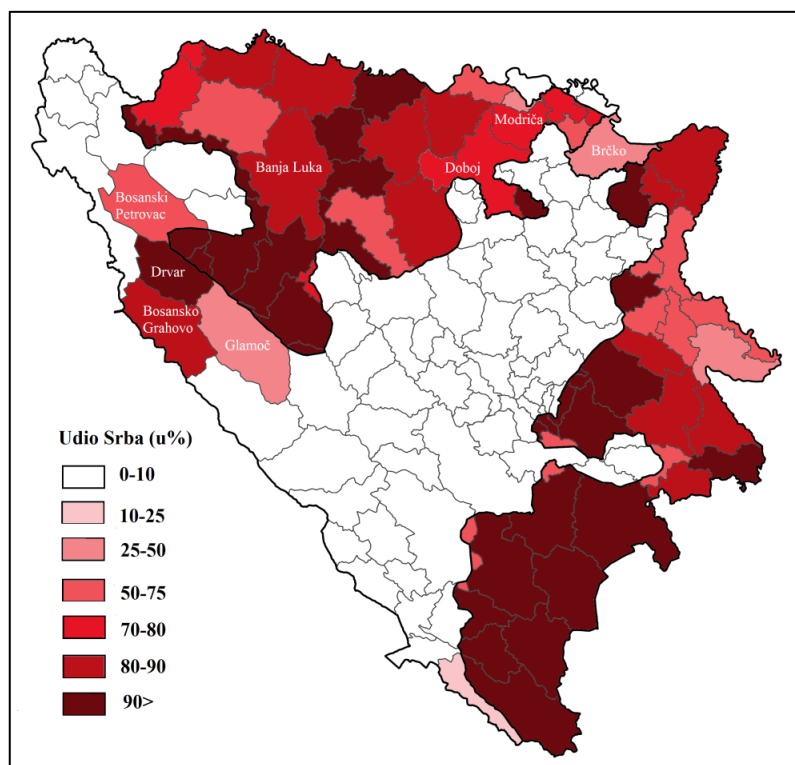 Modriča
Brčko
Doboj
Banja Luka
Bosanski
Petrovac
Drvar
Bosansko
Grahovo
Glamoč
Udio Srba (u%)
0-10
10-25
25-50
50-75
70-80
80-90
90>